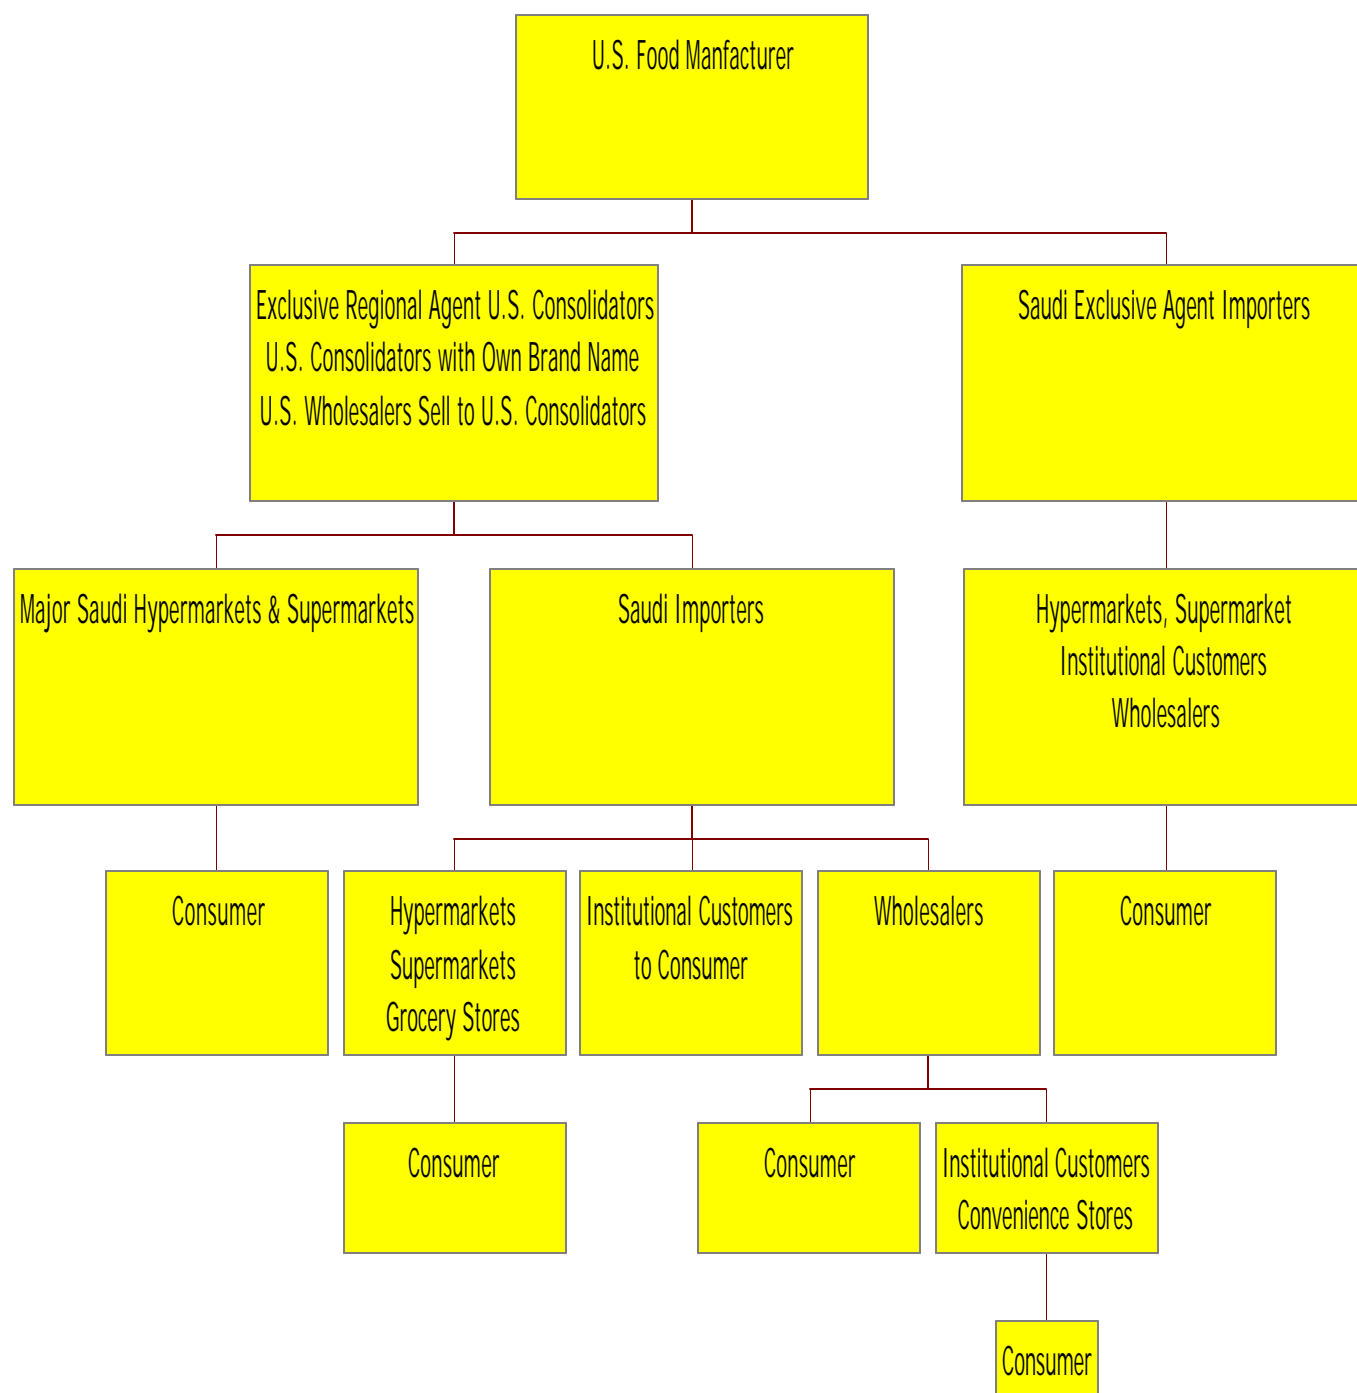 U.S. Food Manfacturer
Exclusive Regional Agent U.S. Consolidators
U.S. Consolidators with Own Brand Name
U.S. Wholesalers Sell to U.S. Consolidators
Saudi Exclusive Agent Importers
Major Saudi Hypermarkets & Supermarkets
Saudi Importers
Hypermarkets, Supermarket
Institutional Customers
Wholesalers
Consumer
Hypermarkets
Supermarkets
Grocery Stores
Institutional Customers
to Consumer
Wholesalers
Consumer
Consumer
Consumer
Institutional Customers
Convenience Stores
Consumer